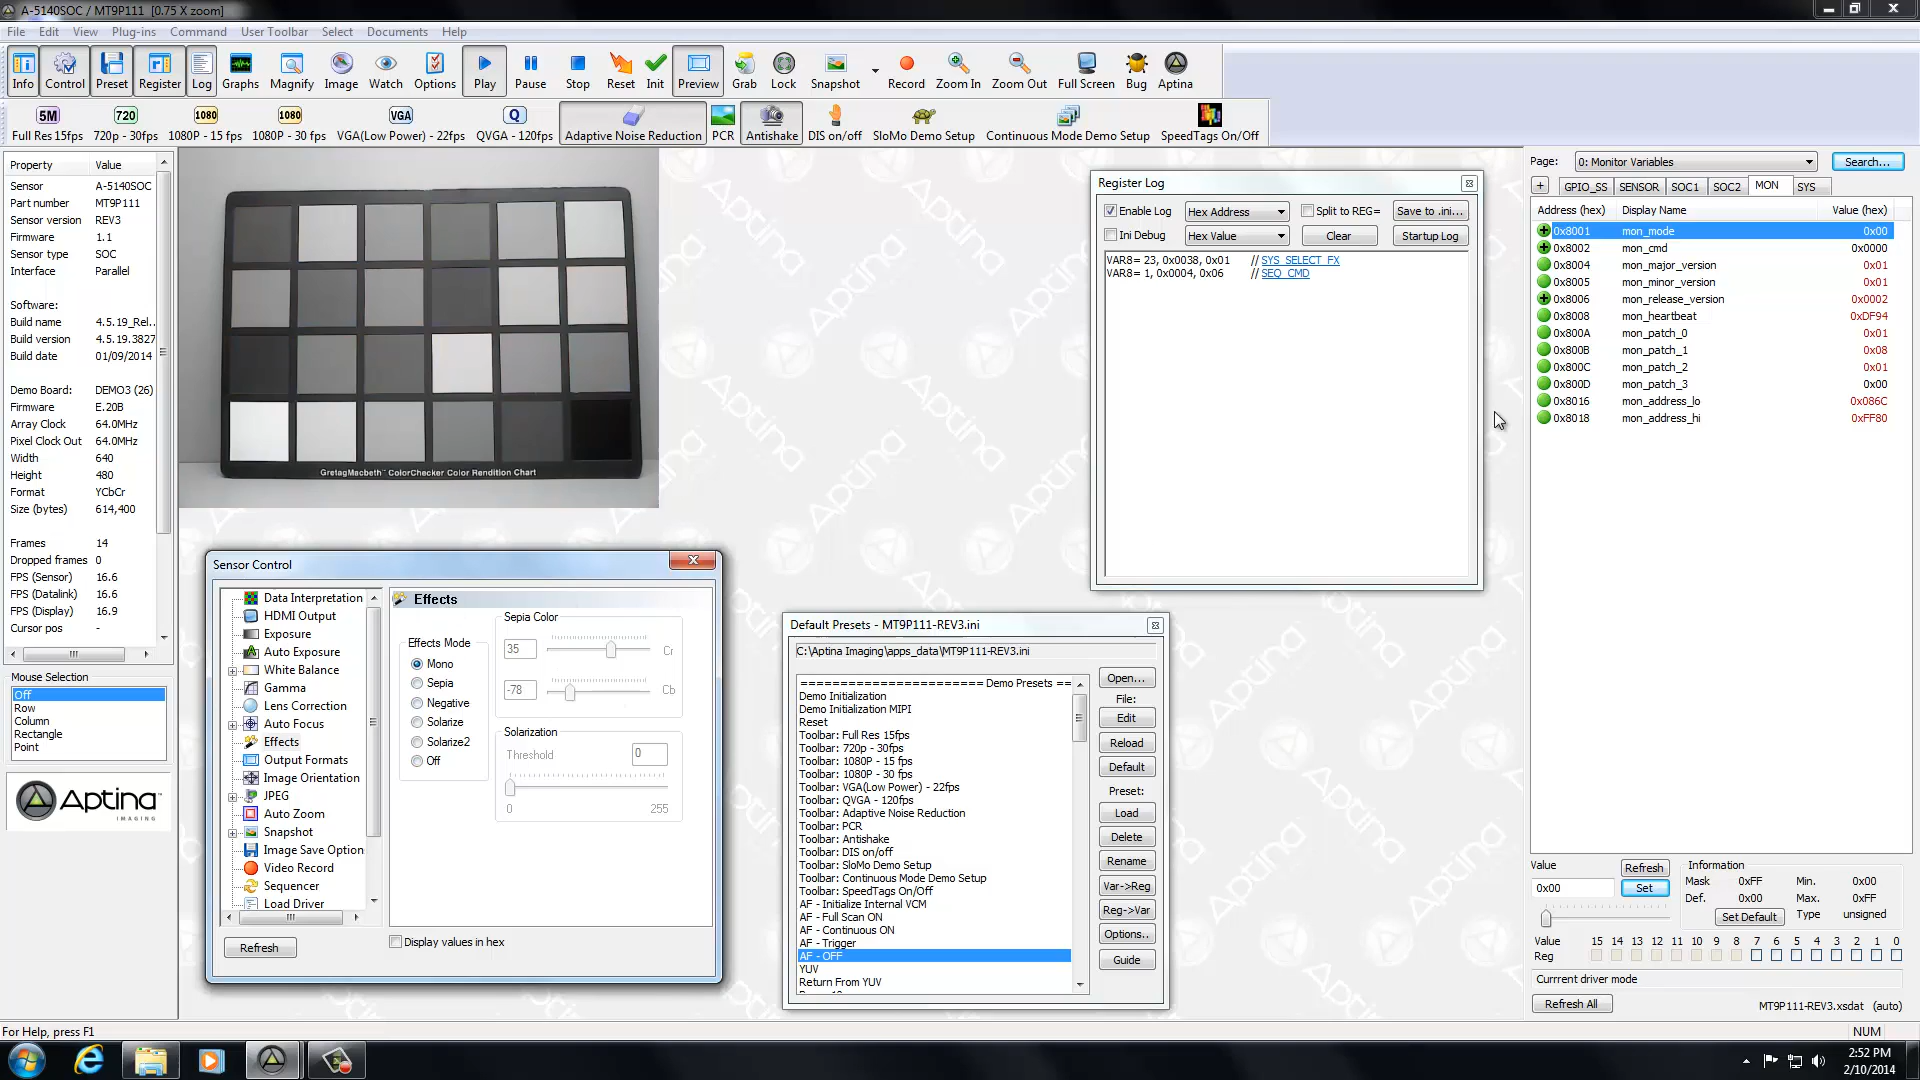 A-5140SOC / MT9P111  [0.75 X zoom]
File Edit View Plug-ins Command User Toolbar Select Documents Help
Info Control Preset Register Log Graphs Magnify Image Watch Options Play Pause Stop Reset Init Preview Grab Lock Snapshot Record Zoom In Zoom Out Full Screen Bug Aptina
5M 720 1080 1080 VGA Q
Full Res 15fps 720p - 30fps 1080P - 15 fps 1080P - 30 fps VGA(Low Power) - 22fps QVGA - 120fps Adaptive Noise Reduction PCR Antishake DIS on/off SloMo Demo Setup Continuous Mode Demo Setup SpeedTags On/Off
Property Value
Sensor A-5140SOC
Part number MT9P111
Sensor version REV3
Firmware 1.1
Sensor type SOC
Interface Parallel
Software:
Build name 4.5.19_Rel..
Build version 4.5.19.3827
Build date 01/09/2014
Demo Board: DEMO3 (26)
Firmware E.20B
Array Clock 64.0MHz
Pixel Clock Out 64.0MHz
Width 640
Height 480
Format YCbCr
Size (bytes) 614,400
Frames 14
Dropped frames 0
FPS (Sensor) 16.6
FPS (Datalink) 16.6
FPS (Display) 16.9
Cursor pos -
Mouse Selection
Off
Row
Column
Rectangle
Point
Aptina
IMAGING
GretagMacbeth™ ColorChecker Color Rendition Chart
Sensor Control
Data Interpretation
HDMI Output
Exposure
Auto Exposure
White Balance
Gamma
Lens Correction
Auto Focus
Effects
Output Formats
Image Orientation
JPEG
Auto Zoom
Snapshot
Image Save Option
Video Record
Sequencer
Load Driver
Refresh
Effects
Effects Mode
Mono
Sepia
Negative
Solarize
Solarize2
Off
Sepia Color
35 Cr
-78 Cb
Solarization
Threshold 0
0 255
Display values in hex
Register Log
Enable Log Hex Address Split to REG= Save to .ini...
Ini Debug Hex Value Clear Startup Log
VAR8= 23, 0x0038, 0x01 // SYS_SELECT_FX
VAR8= 1, 0x0004, 0x06 // SEQ_CMD
Default Presets - MT9P111-REV3.ini
C:\Aptina Imaging\apps_data\MT9P111-REV3.ini
======================= Demo Presets ==
Demo Initialization
Demo Initialization MIPI
Reset
Toolbar: Full Res 15fps
Toolbar: 720p - 30fps
Toolbar: 1080P - 15 fps
Toolbar: 1080P - 30 fps
Toolbar: VGA(Low Power) - 22fps
Toolbar: QVGA - 120fps
Toolbar: Adaptive Noise Reduction
Toolbar: PCR
Toolbar: Antishake
Toolbar: DIS on/off
Toolbar: SloMo Demo Setup
Toolbar: Continuous Mode Demo Setup
Toolbar: SpeedTags On/Off
AF - Initialize Internal VCM
AF - Full Scan ON
AF - Continuous ON
AF - Trigger
AF - OFF
YUV
Return From YUV
Open...
File:
Edit
Reload
Default
Preset:
Load
Delete
Rename
Var->Reg
Reg->Var
Options..
Guide
Page: 0: Monitor Variables Search...
+ GPIO_SS SENSOR SOC1 SOC2 MON SYS
Address (hex) Display Name Value (hex)
0x8001 mon_mode 0x00
0x8002 mon_cmd 0x0000
0x8004 mon_major_version 0x01
0x8005 mon_minor_version 0x01
0x8006 mon_release_version 0x0002
0x8008 mon_heartbeat 0xDF94
0x800A mon_patch_0 0x01
0x800B mon_patch_1 0x08
0x800C mon_patch_2 0x01
0x800D mon_patch_3 0x00
0x8016 mon_address_lo 0x086C
0x8018 mon_address_hi 0xFF80
Value Refresh Information
0x00 Set
Mask 0xFF Min. 0x00
Def. 0x00 Max. 0xFF
Set Default Type unsigned
Value 15 14 13 12 11 10 9 8 7 6 5 4 3 2 1 0
Reg
Currrent driver mode
Refresh All MT9P111-REV3.xsdat (auto)
For Help, press F1 NUM
2:52 PM
2/10/2014